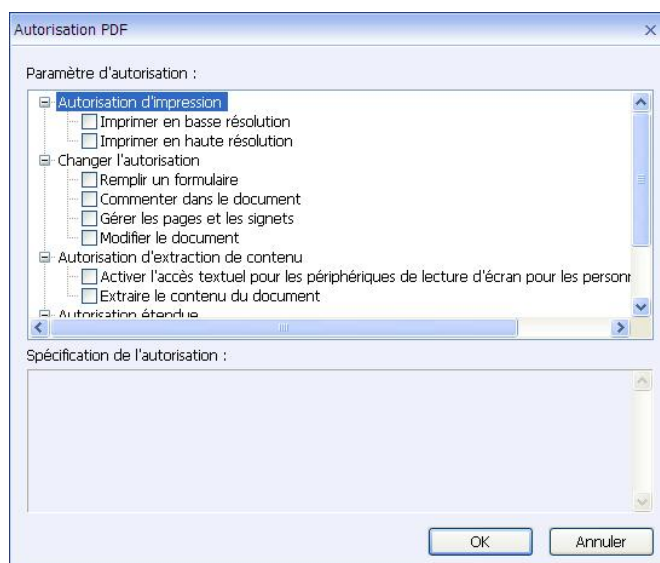 Autorisation PDF
Paramètre d'autorisation :
Autorisation d'impression
Imprimer en basse résolution
Imprimer en haute résolution
Changer l'autorisation
Remplir un formulaire
Commenter dans le document
Gérer les pages et les signets
Modifier le document
Autorisation d'extraction de contenu
Activer l'accès textuel pour les périphériques de lecture d'écran pour les personn
Extraire le contenu du document
Autorisation étendue
Spécification de l'autorisation :
OK Annuler